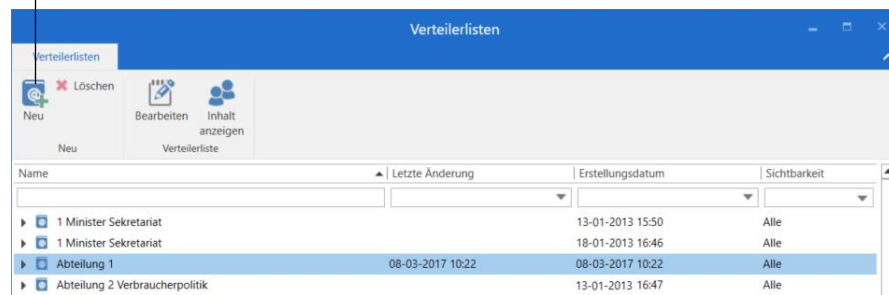 Verteilerlisten
Verteilerlisten
Löschen
Neu Bearbeiten Inhalt anzeigen
Neu Verteilerliste
Name Letzte Änderung Erstellungsdatum Sichtbarkeit
1 Minister Sekretariat 13-01-2013 15:50 Alle
1 Minister Sekretariat 18-01-2013 16:46 Alle
Abteilung 1 08-03-2017 10:22 08-03-2017 10:22 Alle
Abteilung 2 Verbraucherpolitik 13-01-2013 16:47 Alle